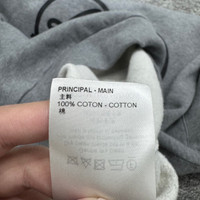 PRINCIPAL - MAIN
主料
100% COTON - COTTON
棉